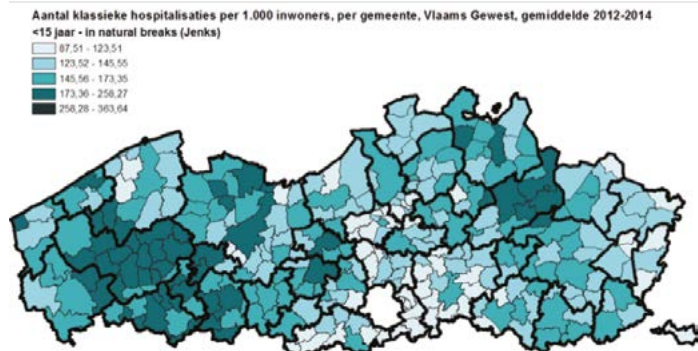 Aantal klassieke hospitalisaties per 1.000 inwoners, per gemeente, Vlaams Gewest, gemiddelde 2012-2014
<15 jaar - in natural breaks (Jenks)
87,51 - 123,51
123,52 - 145,55
145,56 - 173,35
173,36 - 258,27
258,28 - 363,64